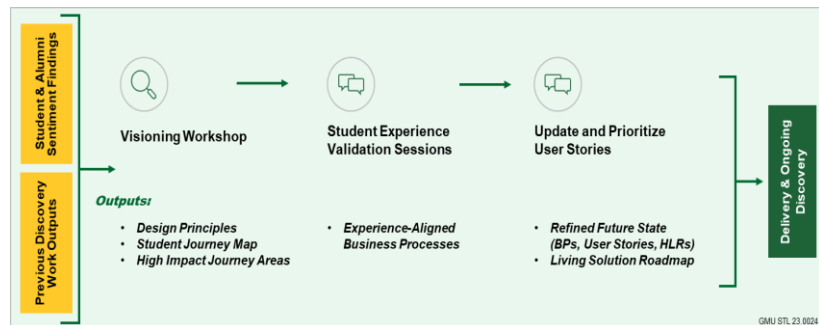 Student & Alumni
Sentiment Findings
Previous Discovery
Work Outputs
Visioning Workshop
Student Experience
Validation Sessions
Update and Prioritize
User Stories
Outputs:
• Design Principles
• Student Journey Map
• High Impact Journey Areas
• Experience-Aligned
Business Processes
• Refined Future State
(BPs, User Stories, HLRs)
• Living Solution Roadmap
Delivery & Ongoing
Discovery
GMU STL 23 0024